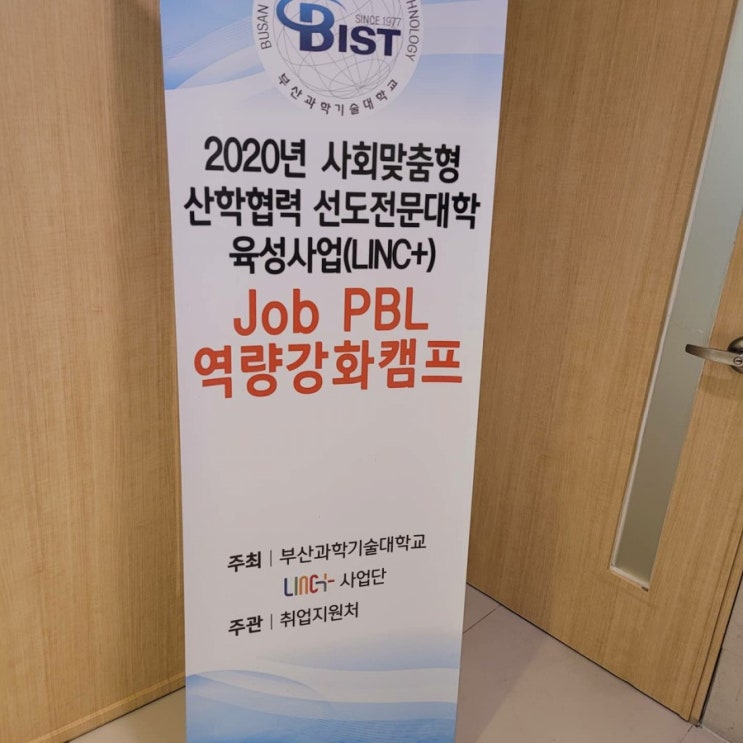 BUSAN
HNOLOGY
SINCE 1977
BIST
부산과학기술대학교
2020년 사회맞춤형
산학협력 선도전문대학
육성사업(LINC+)
Job PBL
역량강화캠프
주최 | 부산과학기술대학교
LINC+ 사업단
주관 | 취업지원처